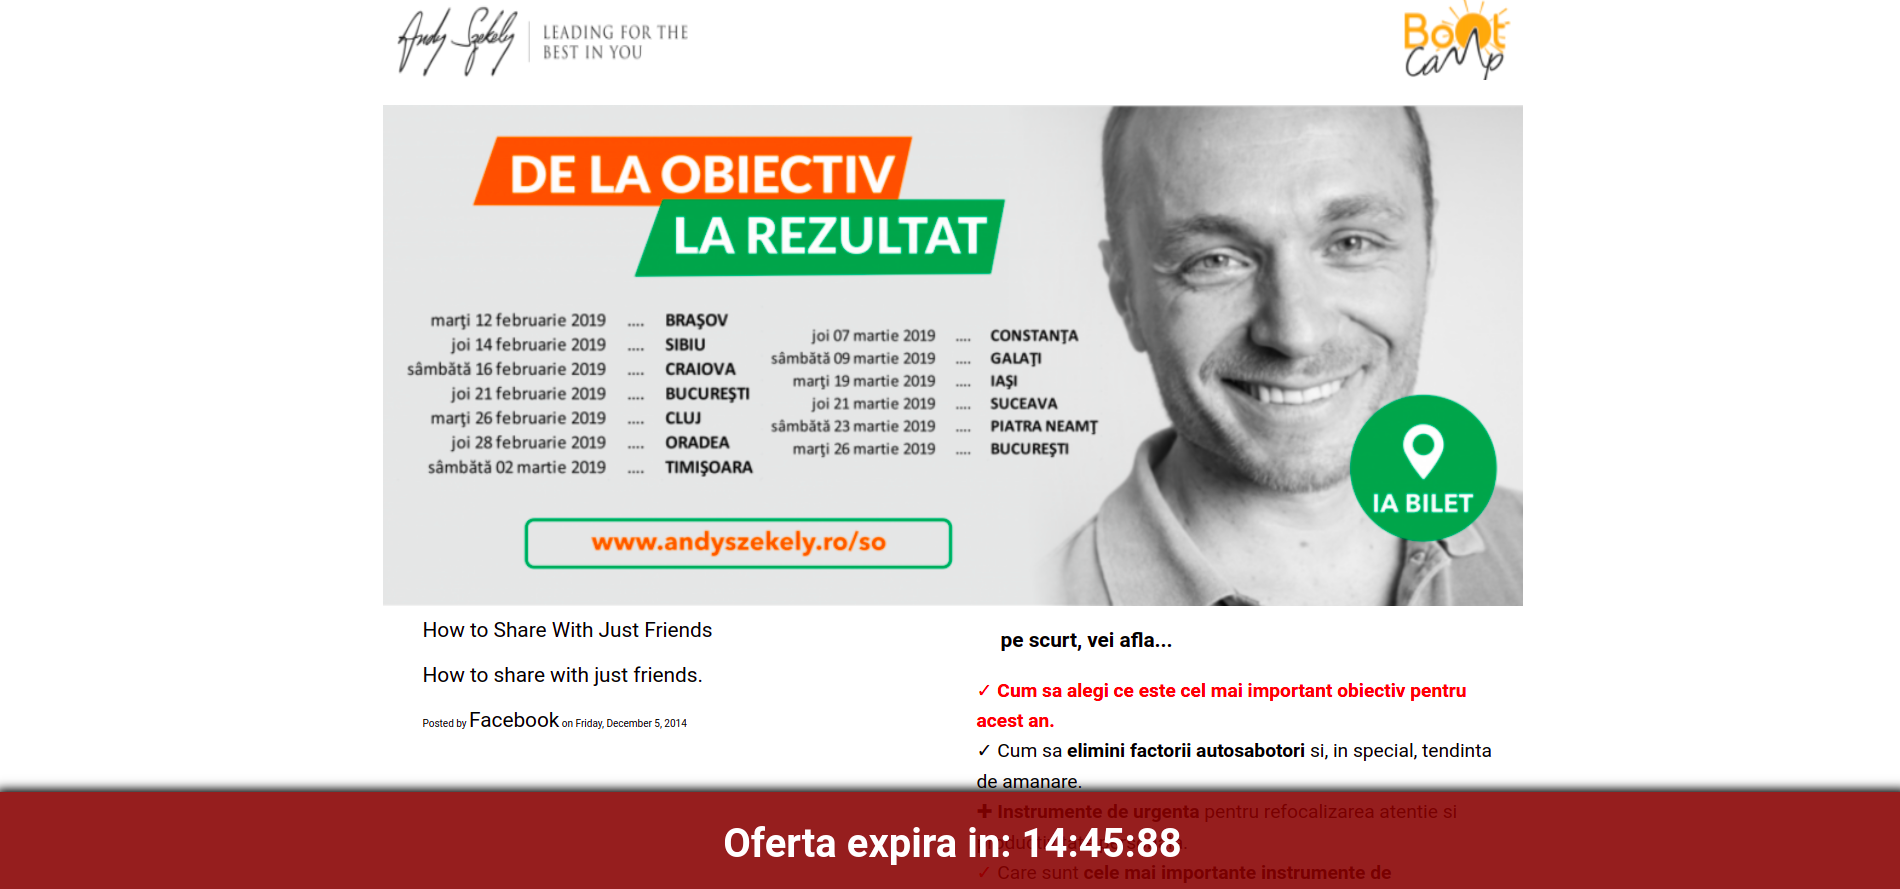 Andy Szekely
LEADING FOR THE
BEST IN YOU
Boot
camp
DE LA OBIECTIV
LA REZULTAT
marţi 12 februarie 2019 .... BRAŞOV
joi 14 februarie 2019 .... SIBIU
sâmbătă 16 februarie 2019 .... CRAIOVA
joi 21 februarie 2019 .... BUCUREŞTI
marţi 26 februarie 2019 .... CLUJ
joi 28 februarie 2019 .... ORADEA
sâmbătă 02 martie 2019 .... TIMIŞOARA
joi 07 martie 2019 .... CONSTANŢA
sâmbătă 09 martie 2019 .... GALAŢI
marţi 19 martie 2019 .... IAŞI
joi 21 martie 2019 .... SUCEAVA
sâmbătă 23 martie 2019 .... PIATRA NEAMŢ
marţi 26 martie 2019 .... BUCUREŞTI
IA BILET
www.andyszekely.ro/so
How to Share With Just Friends
How to share with just friends.
Posted by Facebook on Friday, December 5, 2014
pe scurt, vei afla...
✓ Cum sa alegi ce este cel mai important obiectiv pentru
acest an.
✓ Cum sa elimini factorii autosabotori si, in special, tendinta
de amanare.
✚ Instrumente de urgenta pentru refocalizarea atentie si
Oferta expira in: 14:45:88
✓ Care sunt cele mai importante instrumente de